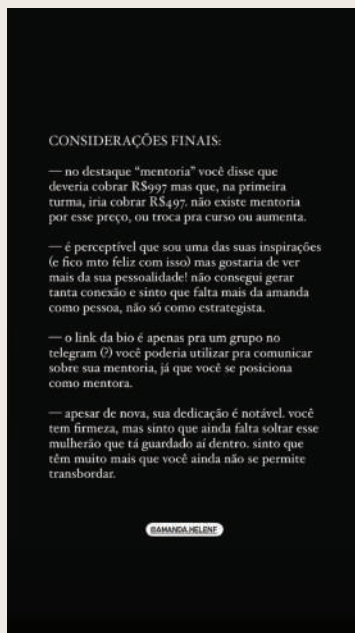 CONSIDERAÇÕES FINAIS:
— no destaque “mentoria” você disse que
deveria cobrar R$997 mas que, na primeira
turma, iria cobrar R$497. não existe mentoria
por esse preço, ou troca pra curso ou aumenta.
— é perceptível que sou uma das suas inspirações
(e fico mto feliz com isso) mas gostaria de ver
mais da sua pessoalidade! não consegui gerar
tanta conexão e sinto que falta mais da amanda
como pessoa, não só como estrategista.
— o link da bio é apenas pra um grupo no
telegram (?) você poderia utilizar pra comunicar
sobre sua mentoria, já que você se posiciona
como mentora.
— apesar de nova, sua dedicação é notável. você
tem firmeza, mas sinto que ainda falta soltar esse
mulherão que tá guardado aí dentro. sinto que
têm muito mais que você ainda não se permite
transbordar.
@AMANDA.HELENF